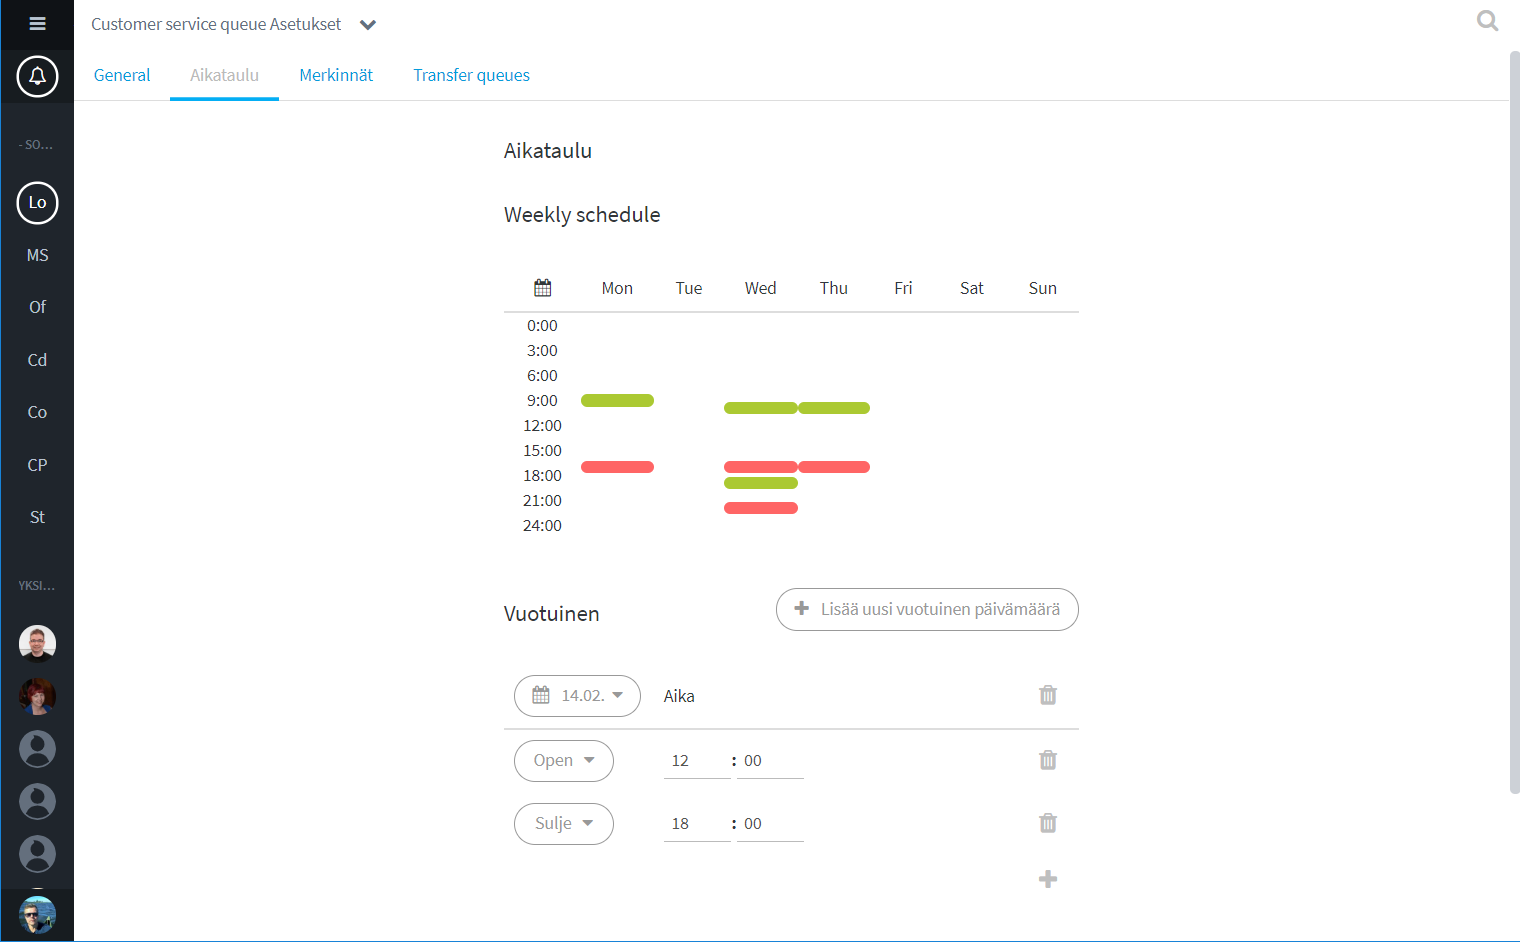 Customer service queue Asetukset
General Aikataulu Merkinnät Transfer queues
- SO...
Lo
MS
Of
Cd
Co
CP
St
YKSI...
Aikataulu
Weekly schedule
Mon Tue Wed Thu Fri Sat Sun
0:00
3:00
6:00
9:00
12:00
15:00
18:00
21:00
24:00
Vuotuinen
Lisää uusi vuotuinen päivämäärä
14.02. Aika
Open 12 : 00
Sulje 18 : 00